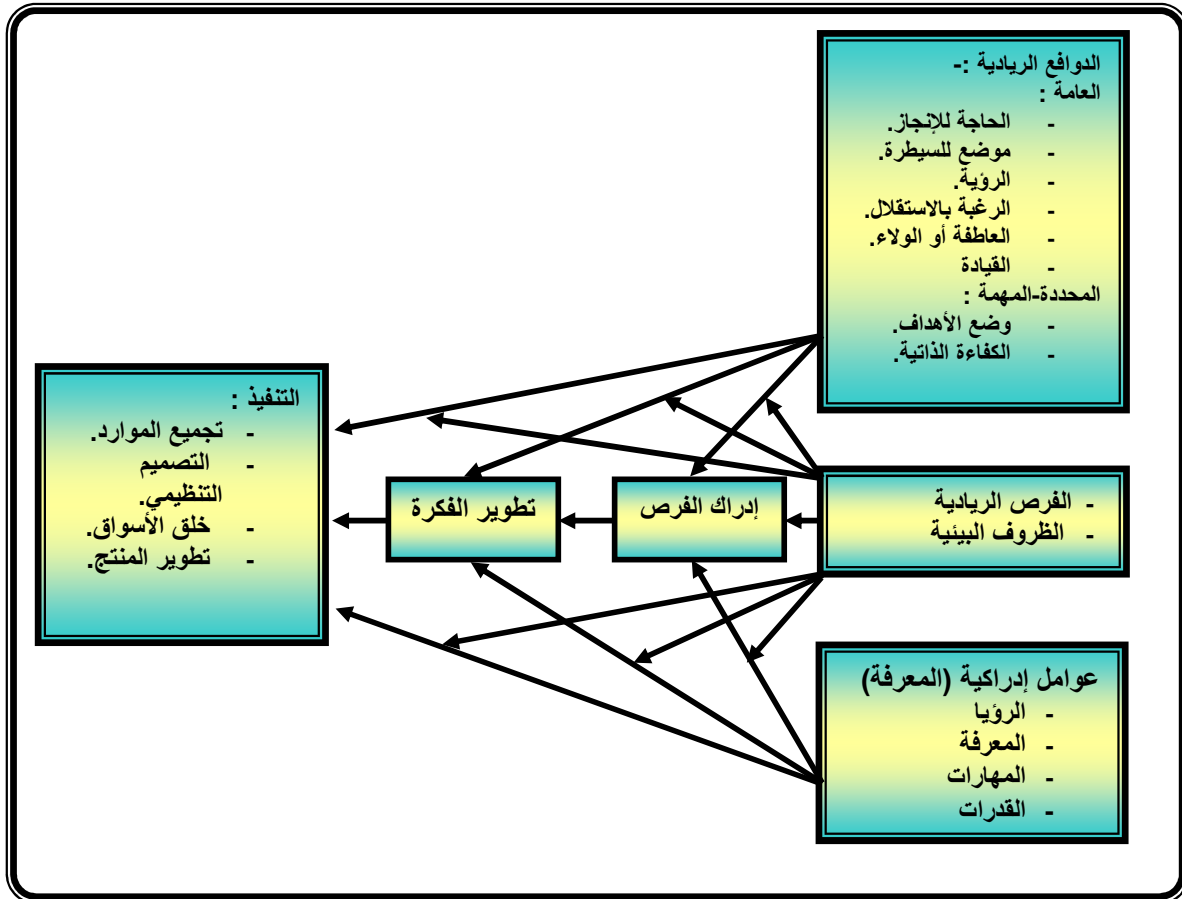 الدوافع الريادية :-
العامة :
- الحاجة للإنجاز.
- موضع للسيطرة.
- الرؤية.
- الرغبة بالاستقلال.
- العاطفة أو الولاء.
- القيادة
المحددة-المهمة :
- وضع الأهداف.
- الكفاءة الذاتية.
- الفرص الريادية
- الظروف البيئية
إدراك الفرص
تطوير الفكرة
التنفيذ :
- تجميع الموارد.
- التصميم
التنظيمي.
- خلق الأسواق.
- تطوير المنتج.
عوامل إدراكية (المعرفة)
- الرؤيا
- المعرفة
- المهارات
- القدرات